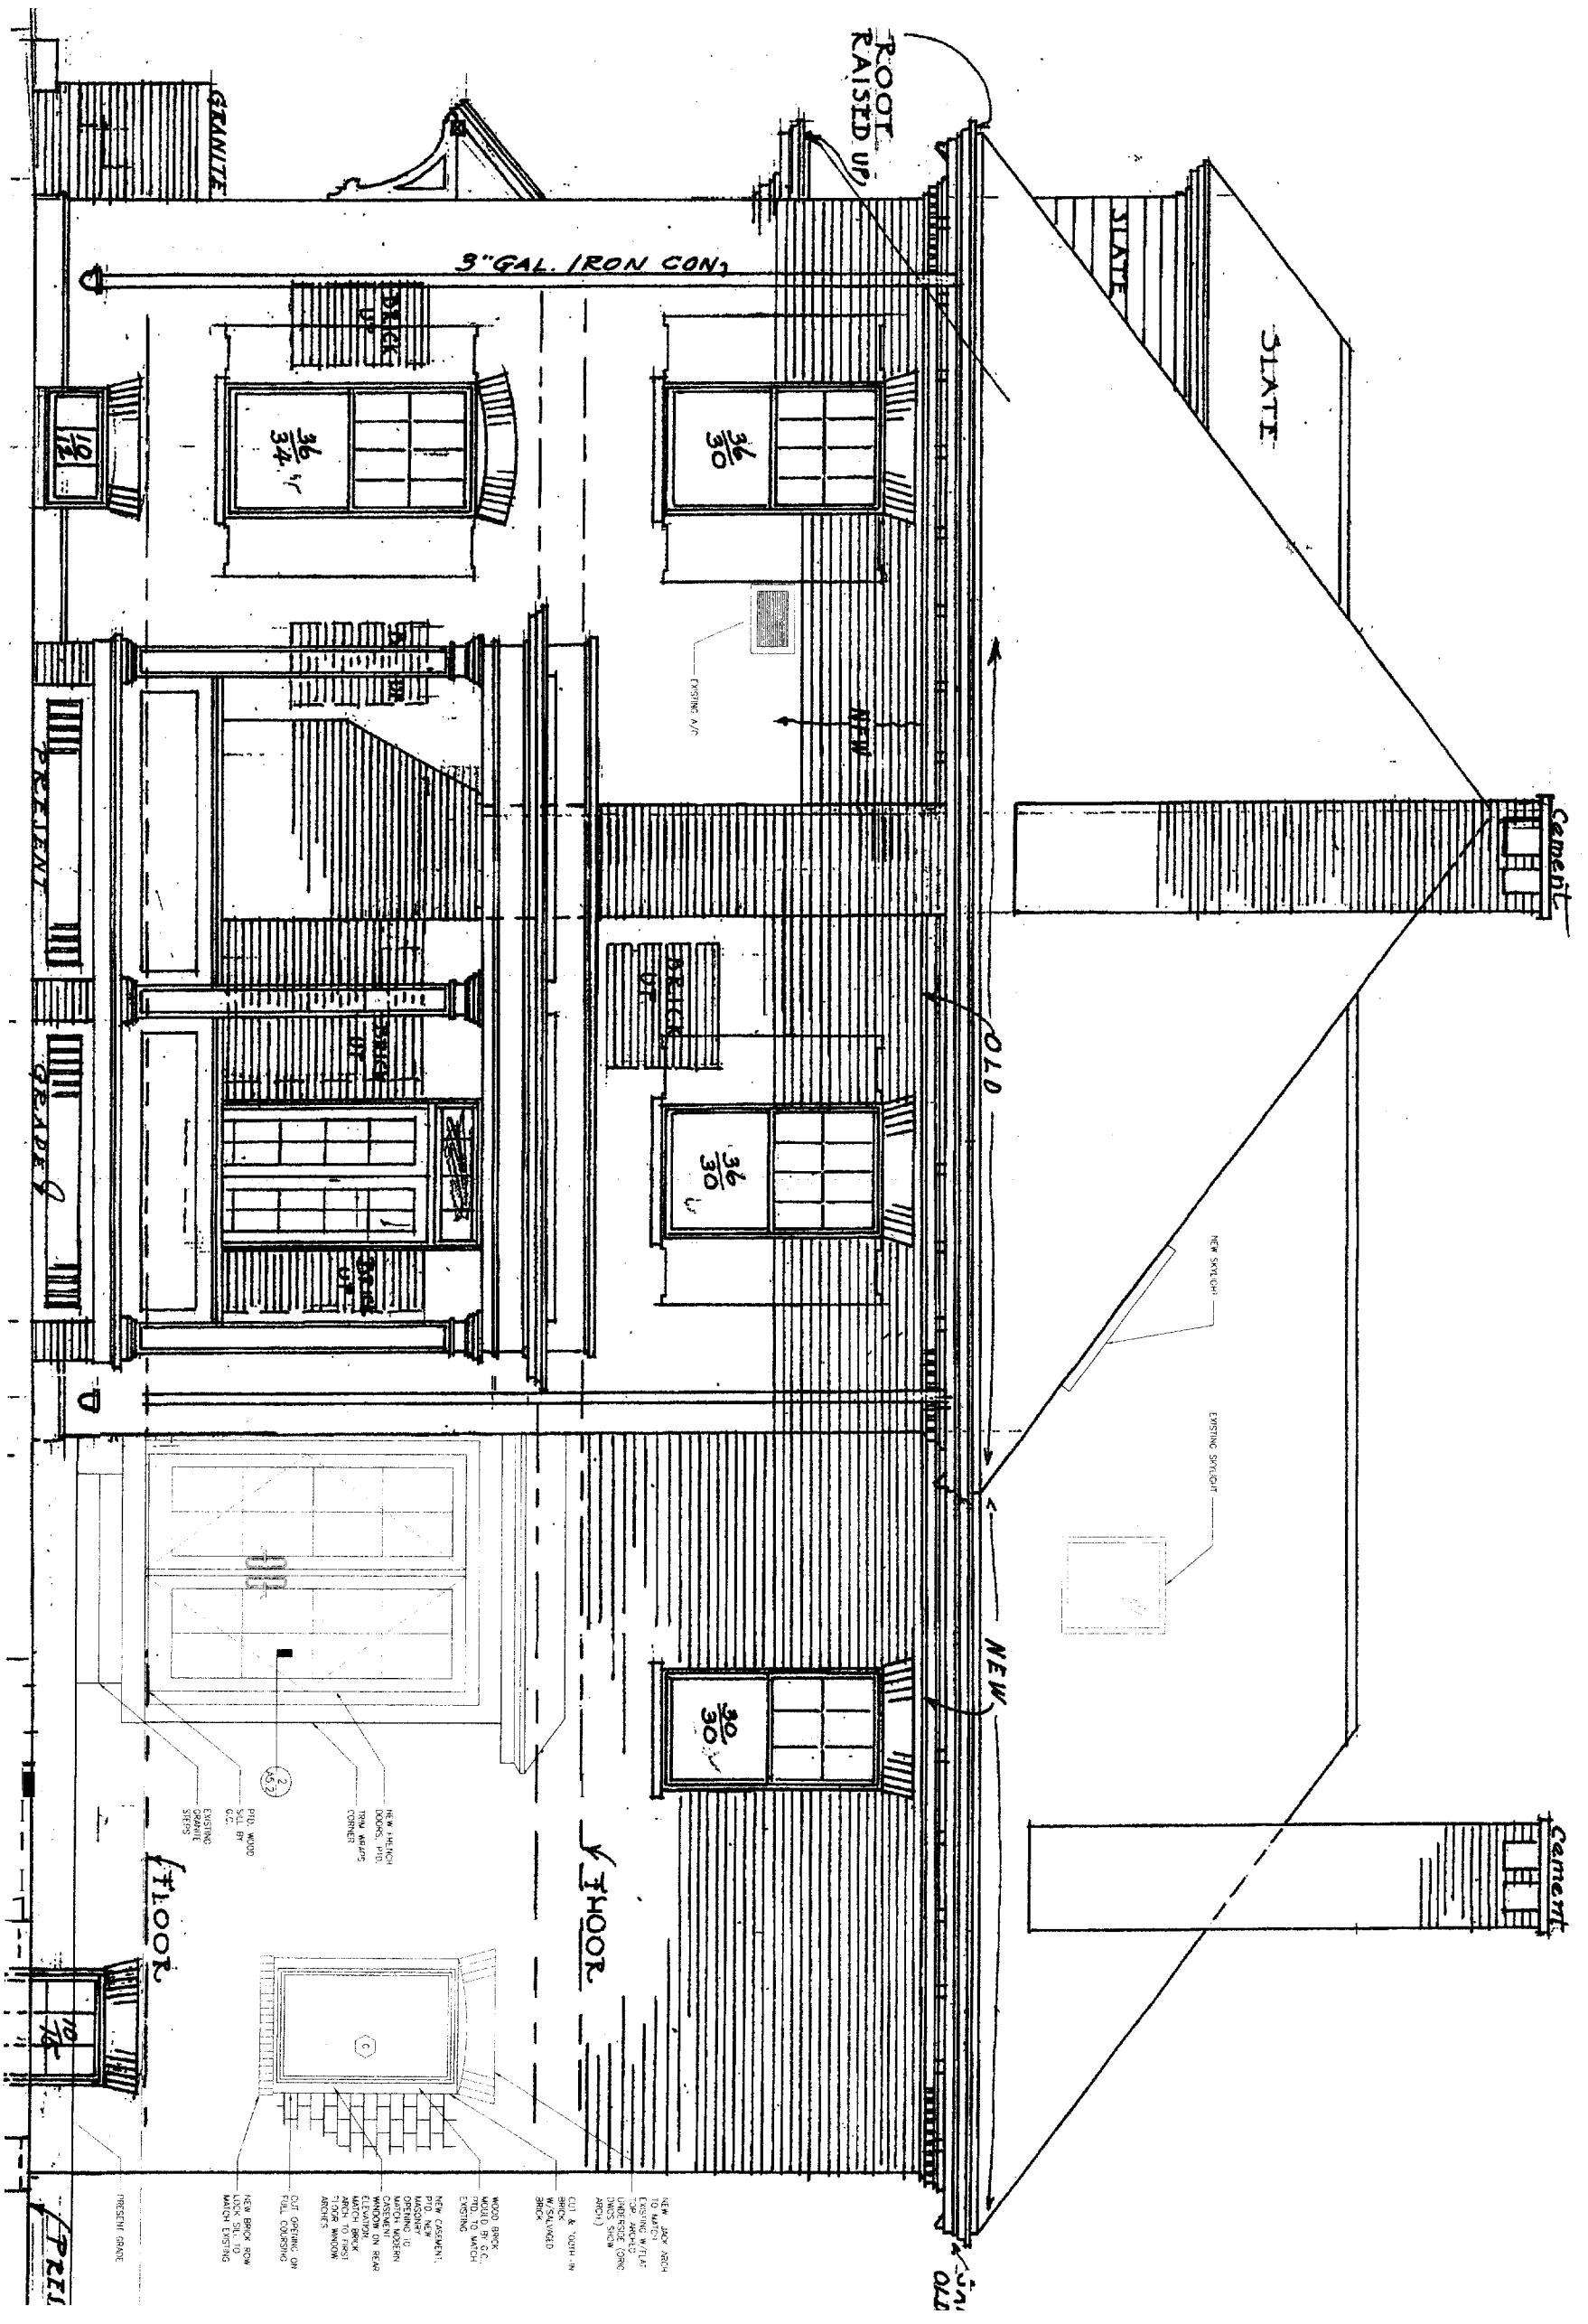 Cement
Cement
SLATE
SLATE
ROOF
RAISED UP,
NEW SKYLIGHT
EXISTING SKYLIGHT
OLD
NEW
NEW
3" GAL. IRON CON,
36
30
36
30
30
30
EXISTING A/C
BRICK
UP
BRICK
UP
36
34
BRICK
UP
BRICK
UP
GRANITE
10
12
PRESENT GRADE
FLOOR
FLOOR
10
NEW FRENCH
DOORS, PTD.
TRIM WRAPS
CORNER
2
A5.2
PTD. WOOD
SILL BY
G.C.
EXISTING
GRANITE
STEPS
C
NEW JACK ARCH
TO MATCH
EXISTING W/FLAT
TOP, ARCHED
UNDERSIDE (ORIG.
DWGS SHOW
ARCH)
CUT & TOOTH-IN
BRICK
W/SALVAGED
BRICK
WOOD BRICK
MOULD BY G.C.,
PTD. TO MATCH
EXISTING
NEW CASEMENT,
PTD. NEW
MASONRY
OPENING TO
MATCH MODERN
CASEMENT
WINDOW ON REAR
ELEVATION.
MATCH BRICK
ARCH TO FIRST
FLOOR WINDOW
ARCHES
CUT OPENING ON
FULL COURSING
NEW BRICK ROW
LOCK SILL TO
MATCH EXISTING
PRESENT GRADE